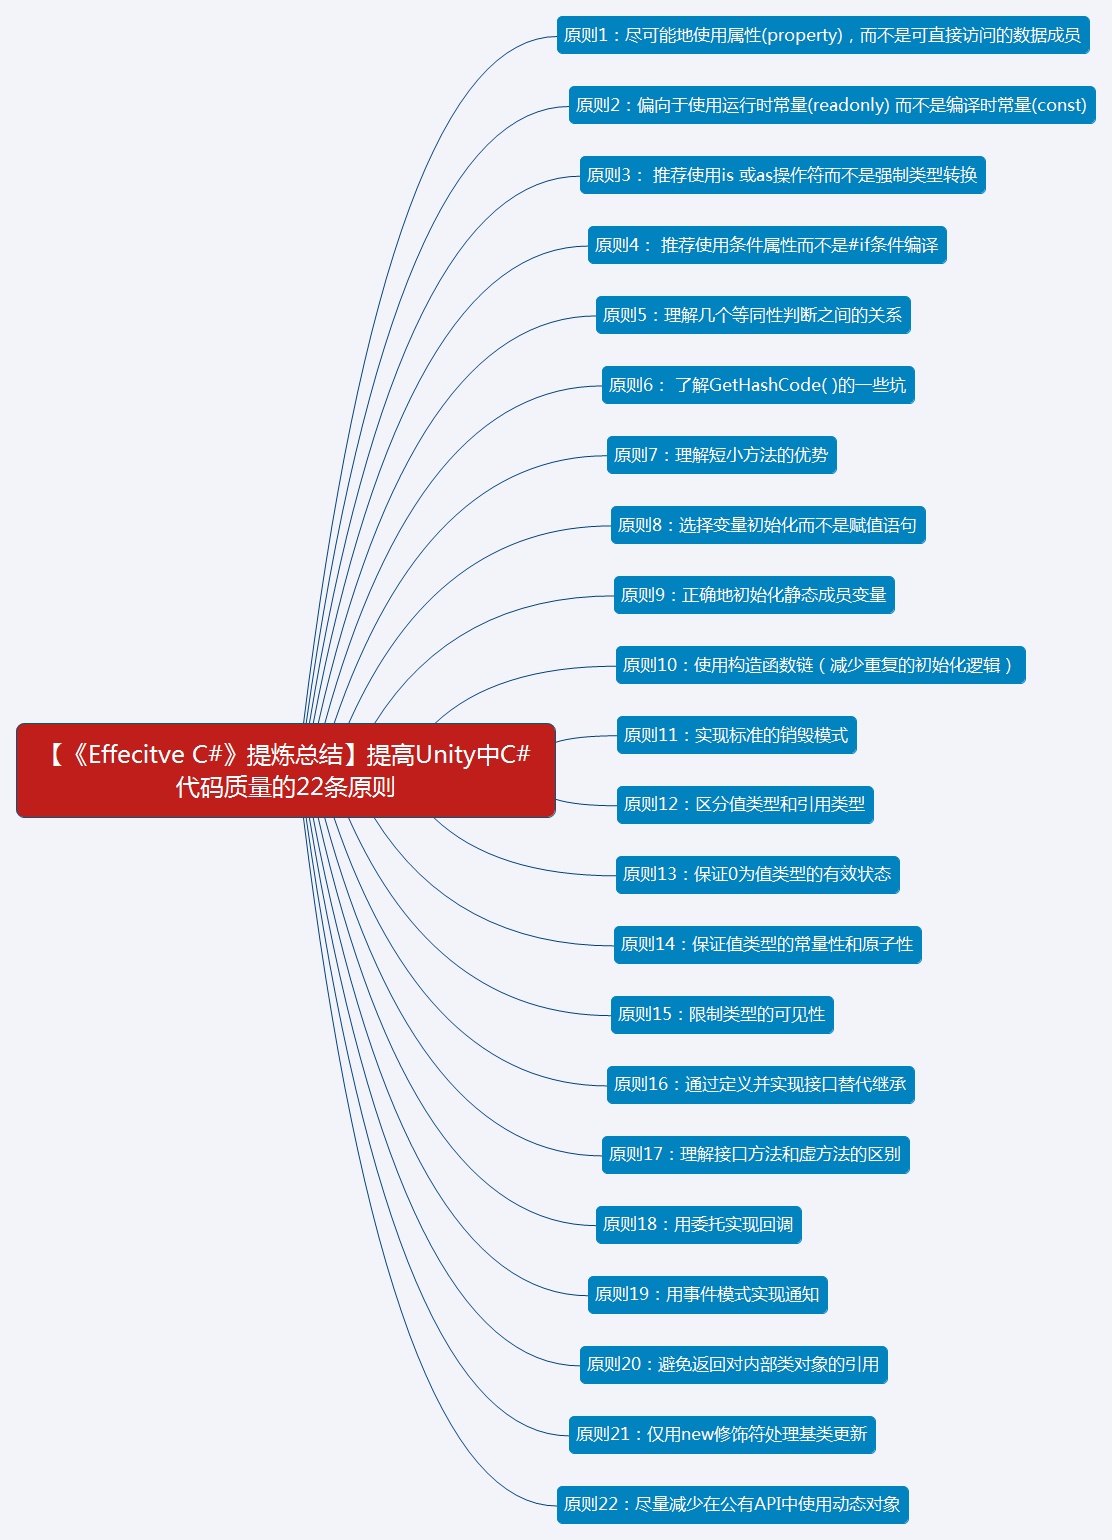 原则1：尽可能地使用属性(property)，而不是可直接访问的数据成员
原则2：偏向于使用运行时常量(readonly) 而不是编译时常量(const)
原则3： 推荐使用is 或as操作符而不是强制类型转换
原则4： 推荐使用条件属性而不是#if条件编译
原则5：理解几个等同性判断之间的关系
原则6： 了解GetHashCode( )的一些坑
原则7：理解短小方法的优势
原则8：选择变量初始化而不是赋值语句
原则9：正确地初始化静态成员变量
原则10：使用构造函数链（减少重复的初始化逻辑）
【《Effecitve C#》提炼总结】提高Unity中C#
代码质量的22条原则
原则11：实现标准的销毁模式
原则12：区分值类型和引用类型
原则13：保证0为值类型的有效状态
原则14：保证值类型的常量性和原子性
原则15：限制类型的可见性
原则16：通过定义并实现接口替代继承
原则17：理解接口方法和虚方法的区别
原则18：用委托实现回调
原则19：用事件模式实现通知
原则20：避免返回对内部类对象的引用
原则21：仅用new修饰符处理基类更新
原则22：尽量减少在公有API中使用动态对象